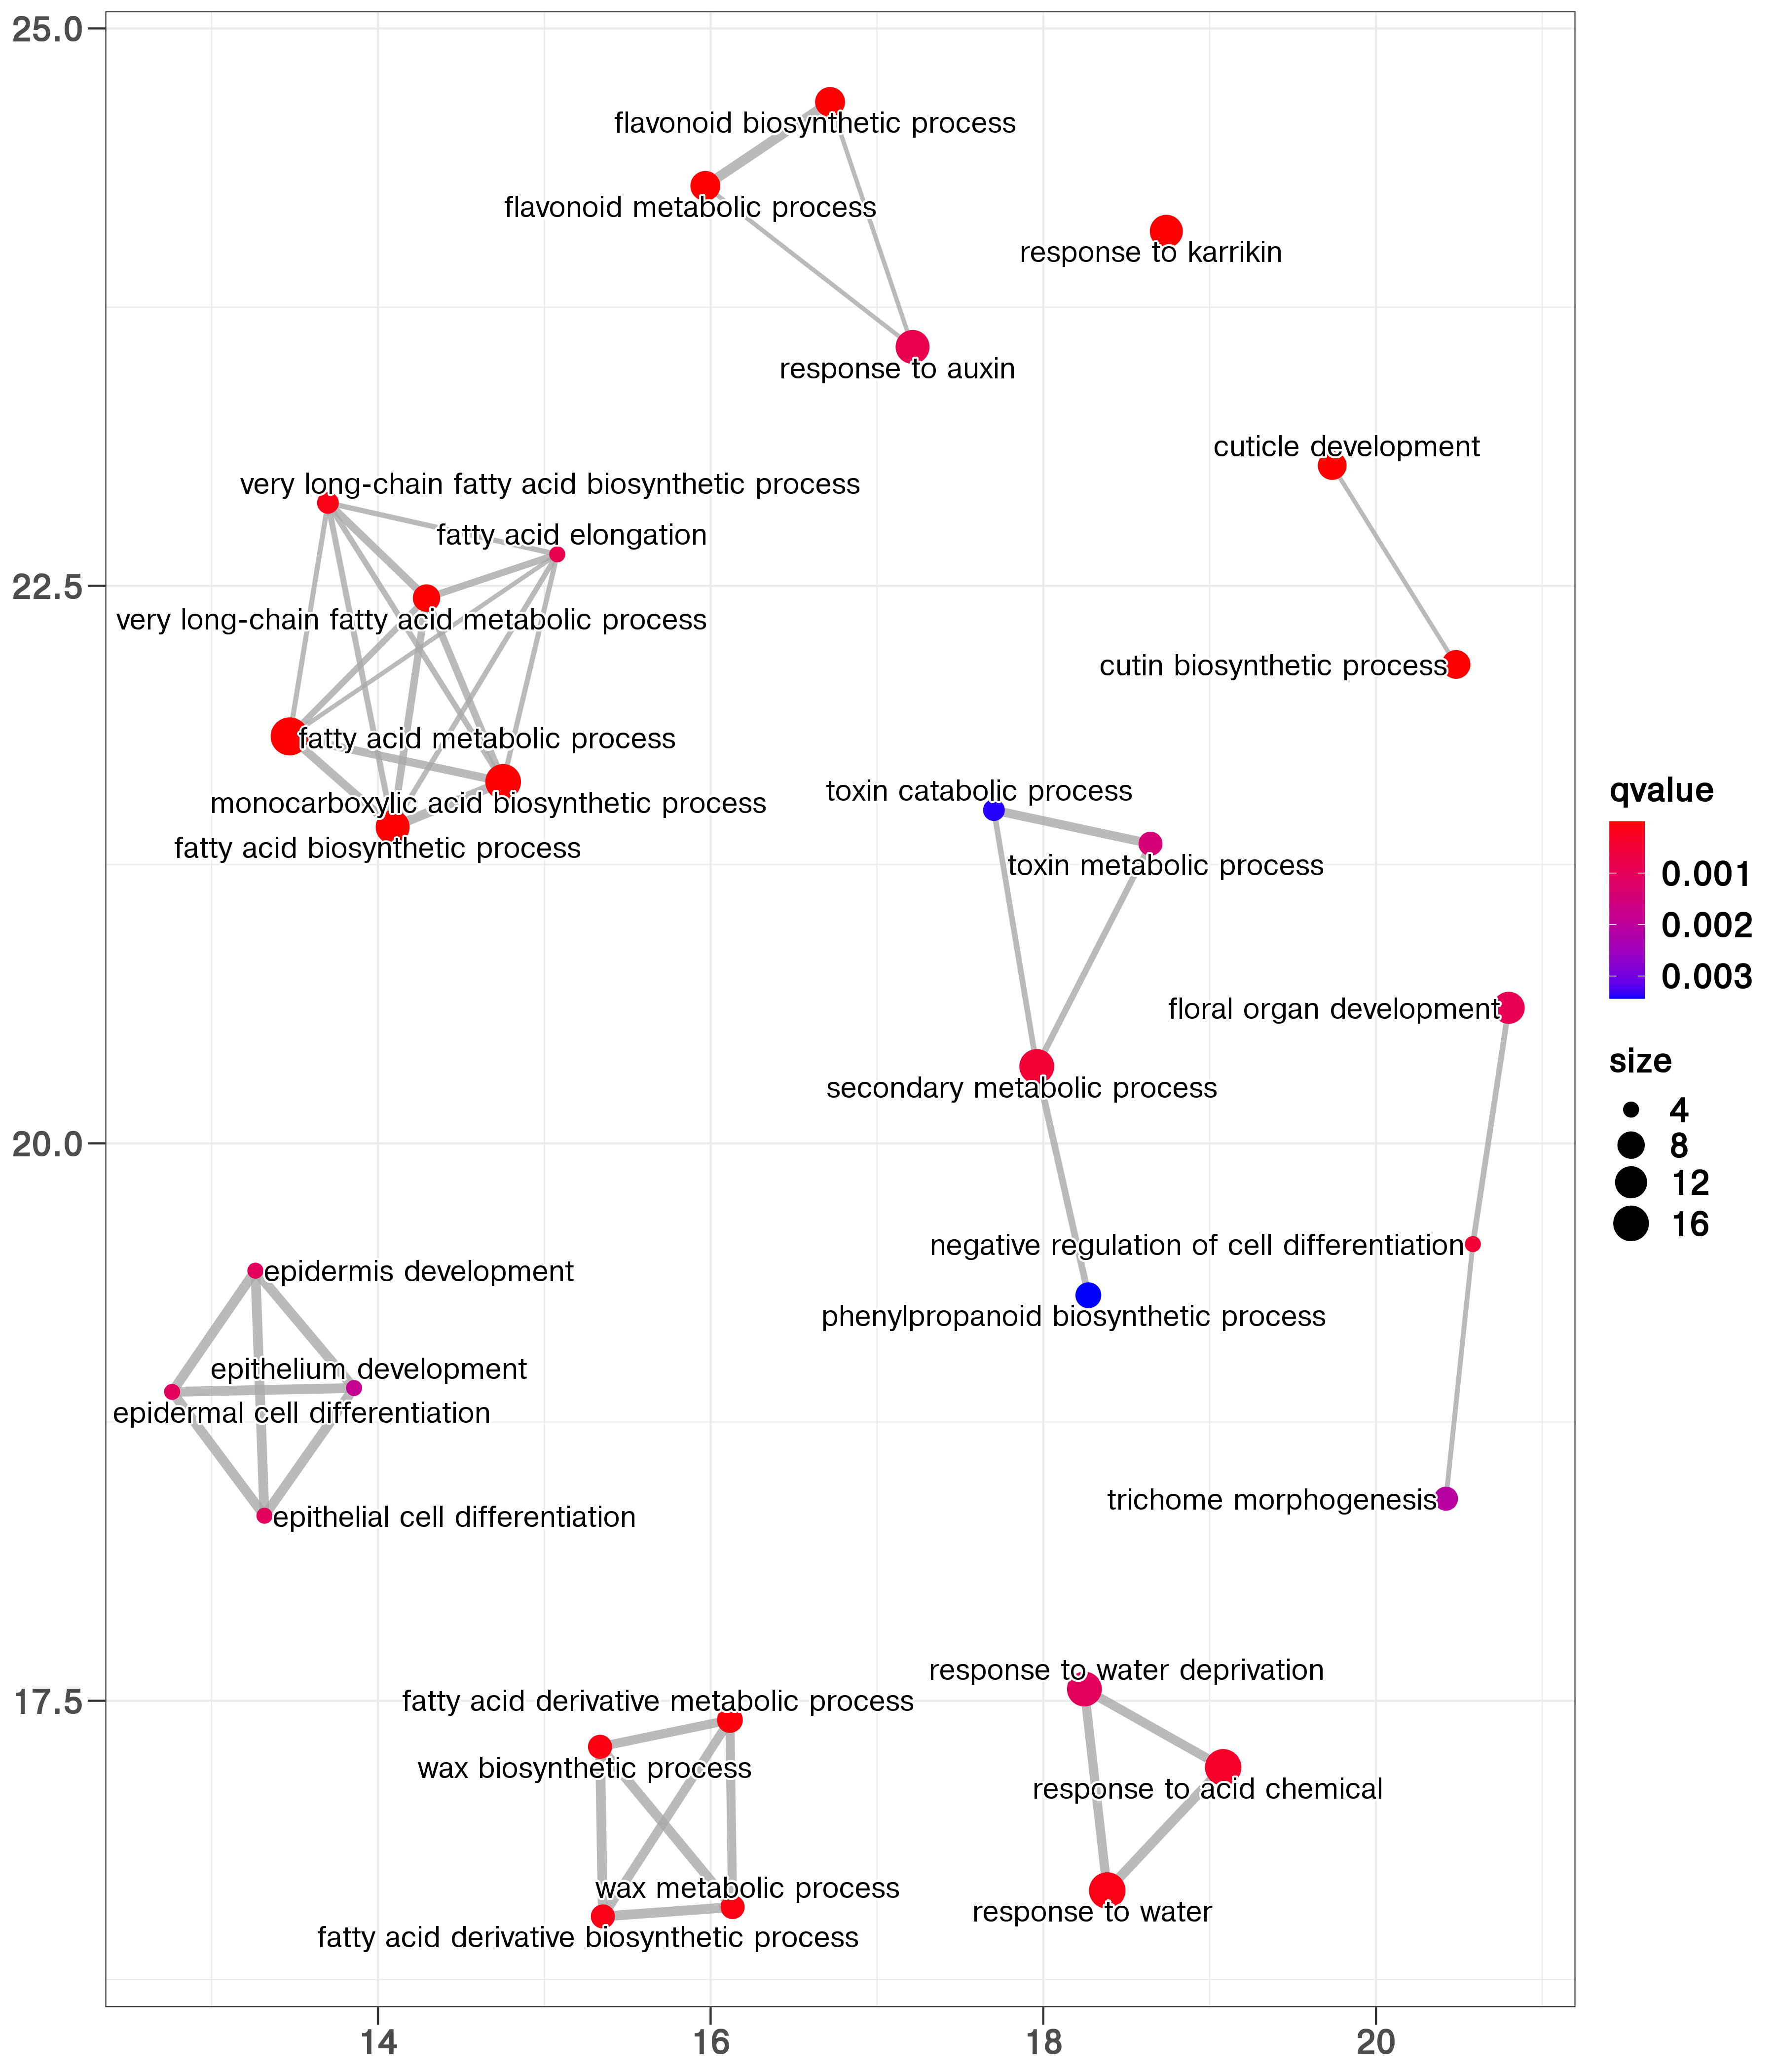 25.0
flavonoid biosynthetic process
flavonoid metabolic process
response to karrikin
response to auxin
cuticle development
very long-chain fatty acid biosynthetic process
fatty acid elongation
22.5
very long-chain fatty acid metabolic process
cutin biosynthetic process
fatty acid metabolic process
monocarboxylic acid biosynthetic process
fatty acid biosynthetic process
toxin catabolic process
toxin metabolic process
floral organ development
secondary metabolic process
20.0
negative regulation of cell differentiation
phenylpropanoid biosynthetic process
epidermis development
epithelium development
epidermal cell differentiation
trichome morphogenesis
epithelial cell differentiation
response to water deprivation
17.5
fatty acid derivative metabolic process
wax biosynthetic process
response to acid chemical
wax metabolic process
response to water
fatty acid derivative biosynthetic process
14
16
18
20
qvalue
0.001
0.002
0.003
size
4
8
12
16